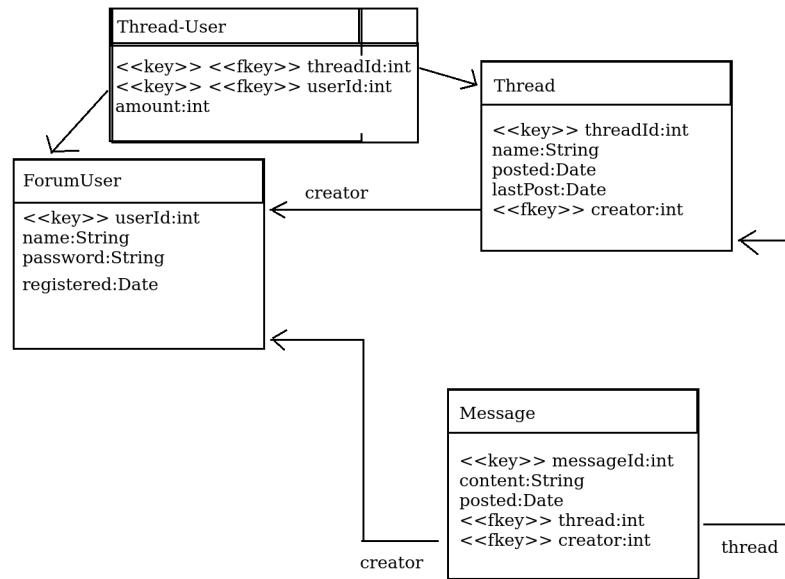 Thread-User
<<key>> <<fkey>> threadId:int
<<key>> <<fkey>> userId:int
amount:int
Thread
<<key>> threadId:int
name:String
posted:Date
lastPost:Date
<<fkey>> creator:int
ForumUser
<<key>> userId:int
name:String
password:String
registered:Date
creator
Message
<<key>> messageId:int
content:String
posted:Date
<<fkey>> thread:int
<<fkey>> creator:int
creator
thread